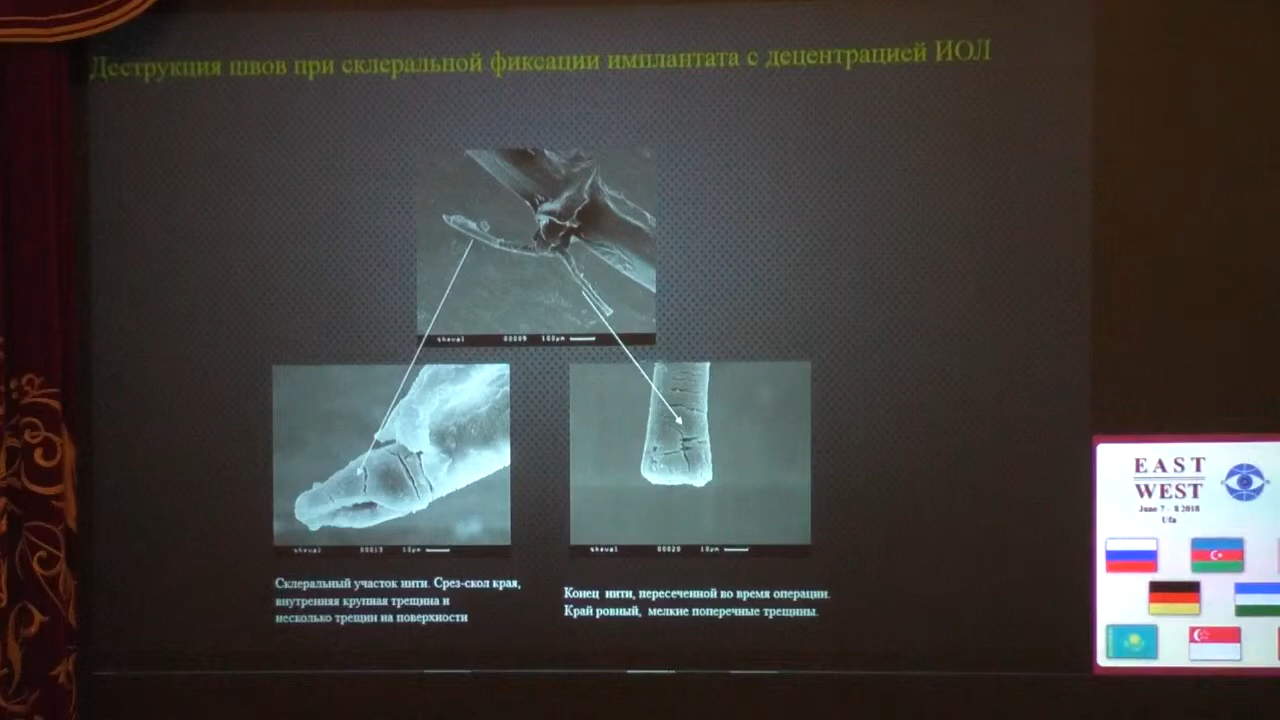 Деструкция швов при склеральной фиксации имплантата с децентрацией ИОЛ
sheval 00009 100µm
sheval 00013 10µm
sheval 00020 10µm
Склеральный участок нити. Срез-скол края,
внутренняя крупная трещина и
несколько трещин на поверхности
Конец нити, пересеченной во время операции.
Край ровный, мелкие поперечные трещины.
EAST
WEST
June 7 – 8 2018
Ufa